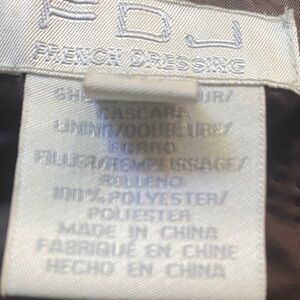 FDJ
FRENCH DRESSING
CASCARA
LINING/DOUBLURE/
FORRO
FILLER/REMPLISSAGE/
RELLENO
100% POLYESTER/
POLIESTER
MADE IN CHINA
FABRIQUÉ EN CHINE
HECHO EN CHINA